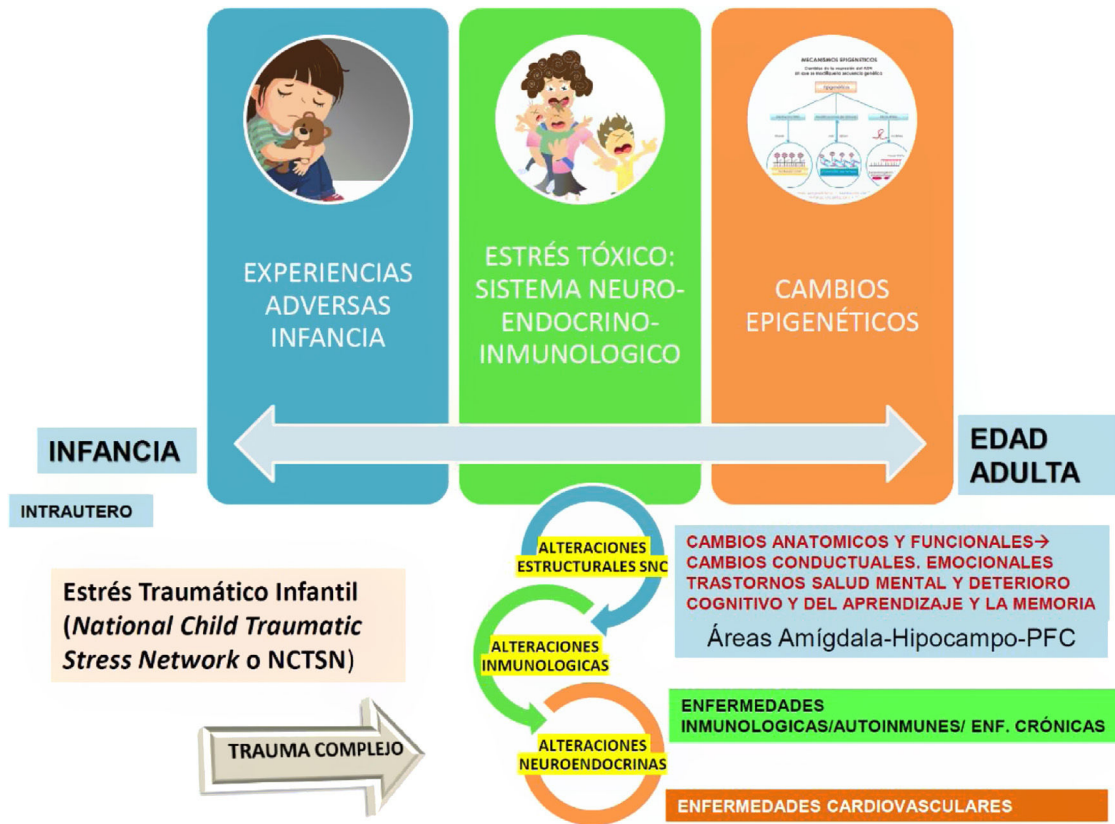 MECANISMOS EPIGENÉTICOS
Epigenética
EXPERIENCIAS
ADVERSAS
INFANCIA
ESTRÉS TÓXICO:
SISTEMA NEURO-
ENDOCRINO-
INMUNOLOGICO
CAMBIOS
EPIGENÉTICOS
INFANCIA
EDAD
ADULTA
INTRAUTERO
Estrés Traumático Infantil
(National Child Traumatic
Stress Network o NCTSN)
TRAUMA COMPLEJO
ALTERACIONES
ESTRUCTURALES SNC
ALTERACIONES
INMUNOLOGICAS
ALTERACIONES
NEUROENDOCRINAS
CAMBIOS ANATOMICOS Y FUNCIONALES→
CAMBIOS CONDUCTUALES. EMOCIONALES
TRASTORNOS SALUD MENTAL Y DETERIORO
COGNITIVO Y DEL APRENDIZAJE Y LA MEMORIA
Áreas Amígdala-Hipocampo-PFC
ENFERMEDADES
INMUNOLOGICAS/AUTOINMUNES/ ENF. CRÓNICAS
ENFERMEDADES CARDIOVASCULARES